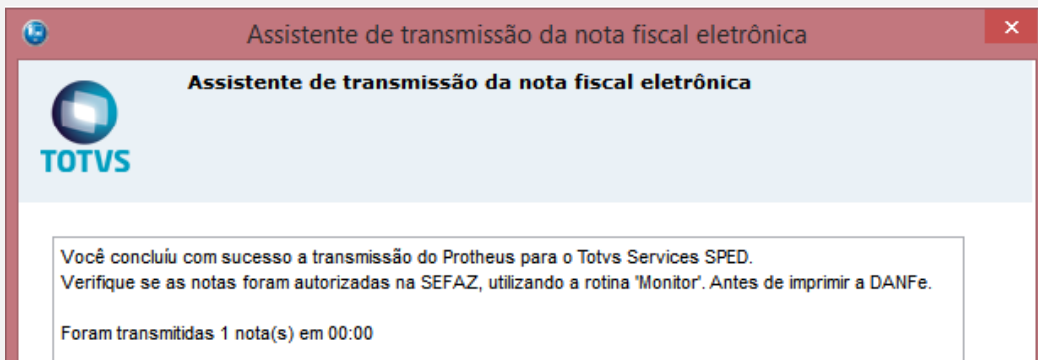 Assistente de transmissão da nota fiscal eletrônica
Assistente de transmissão da nota fiscal eletrônica
TOTVS
Você concluíu com sucesso a transmissão do Protheus para o Totvs Services SPED.
Verifique se as notas foram autorizadas na SEFAZ, utilizando a rotina 'Monitor'. Antes de imprimir a DANFe.
Foram transmitidas 1 nota(s) em 00:00